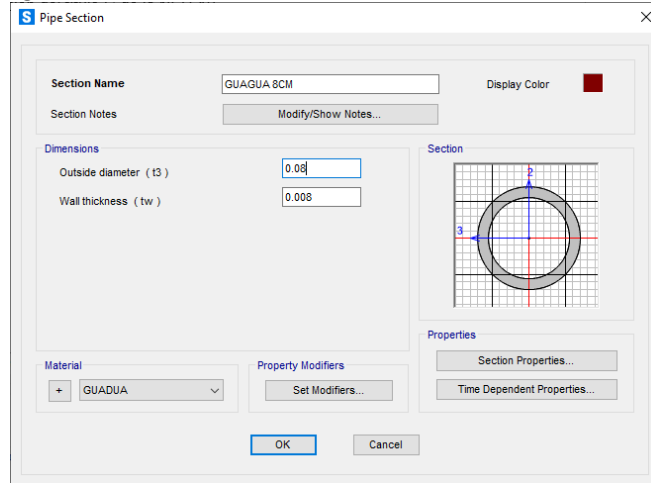 S Pipe Section
Section Name GUAGUA 8CM Display Color
Section Notes Modify/Show Notes...
Dimensions
Outside diameter ( t3 ) 0.08
Wall thickness ( tw ) 0.008
Section
2
3
Properties
Section Properties...
Time Dependent Properties...
Material
+ GUADUA
Property Modifiers
Set Modifiers...
OK Cancel